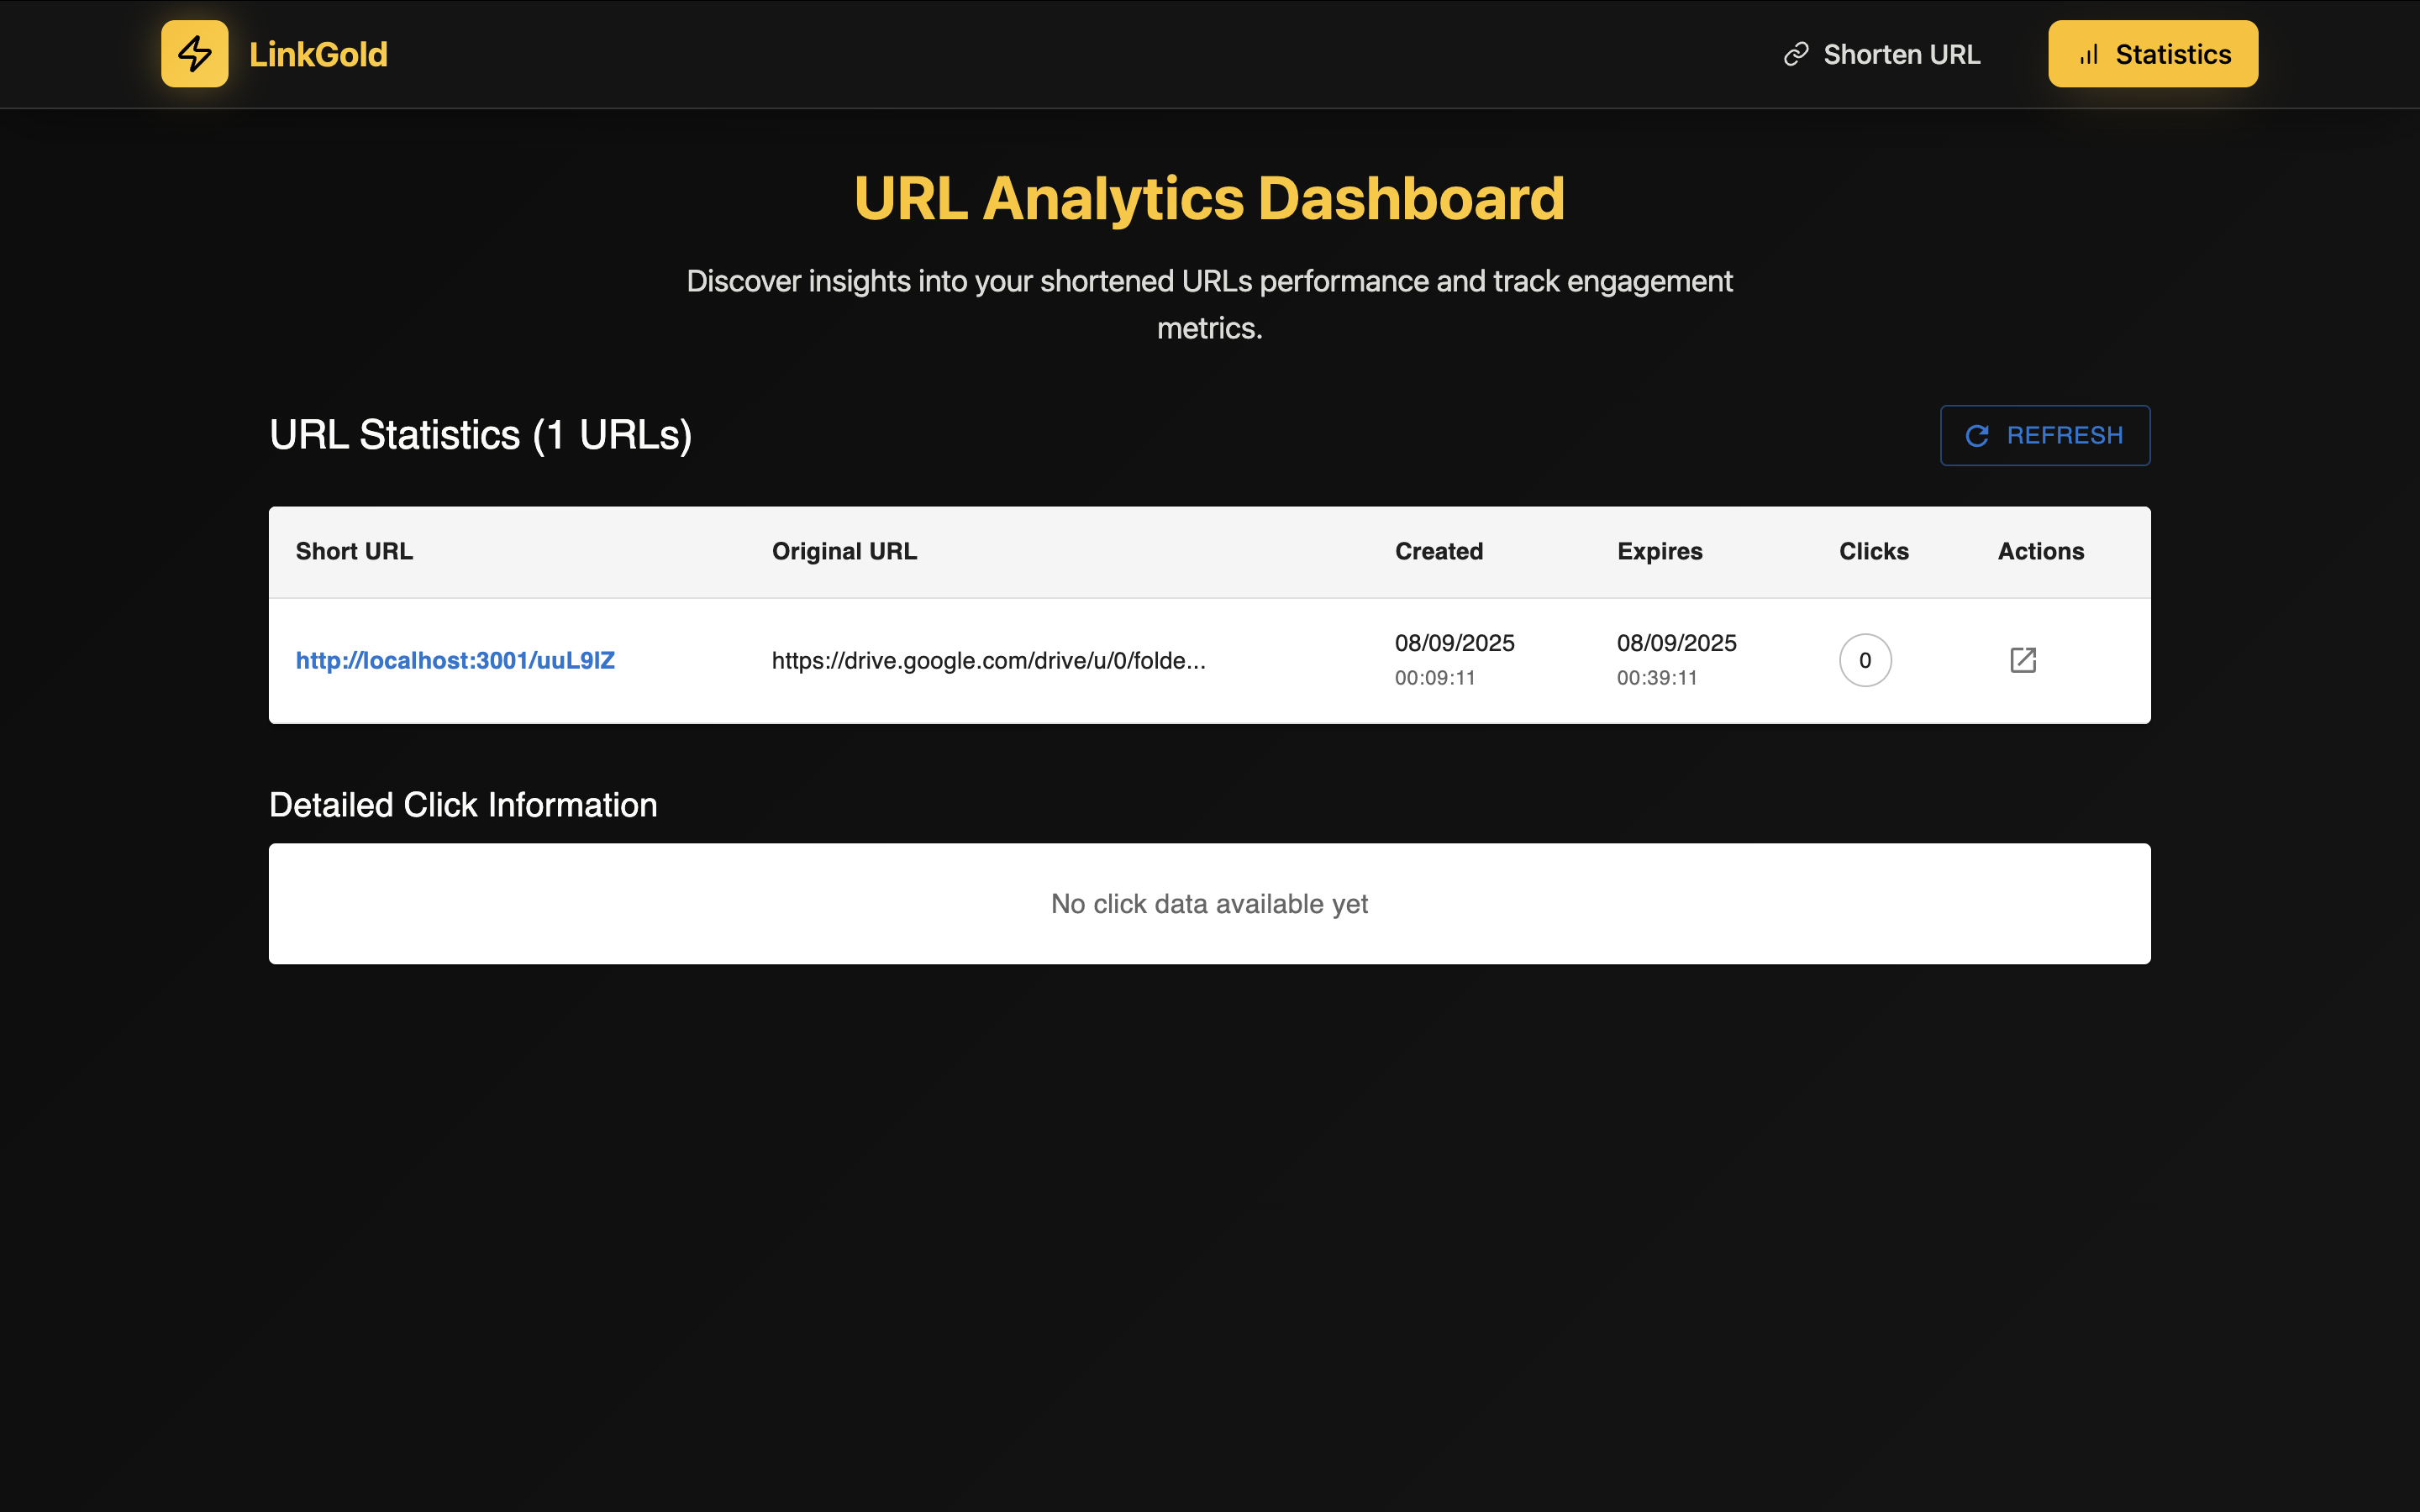 LinkGold
Shorten URL
Statistics
URL Analytics Dashboard
Discover insights into your shortened URLs performance and track engagement
metrics.
URL Statistics (1 URLs)
REFRESH
Short URL Original URL Created Expires Clicks Actions
http://localhost:3001/uuL9lZ https://drive.google.com/drive/u/0/folde... 08/09/2025 08/09/2025 0
00:09:11 00:39:11
Detailed Click Information
No click data available yet